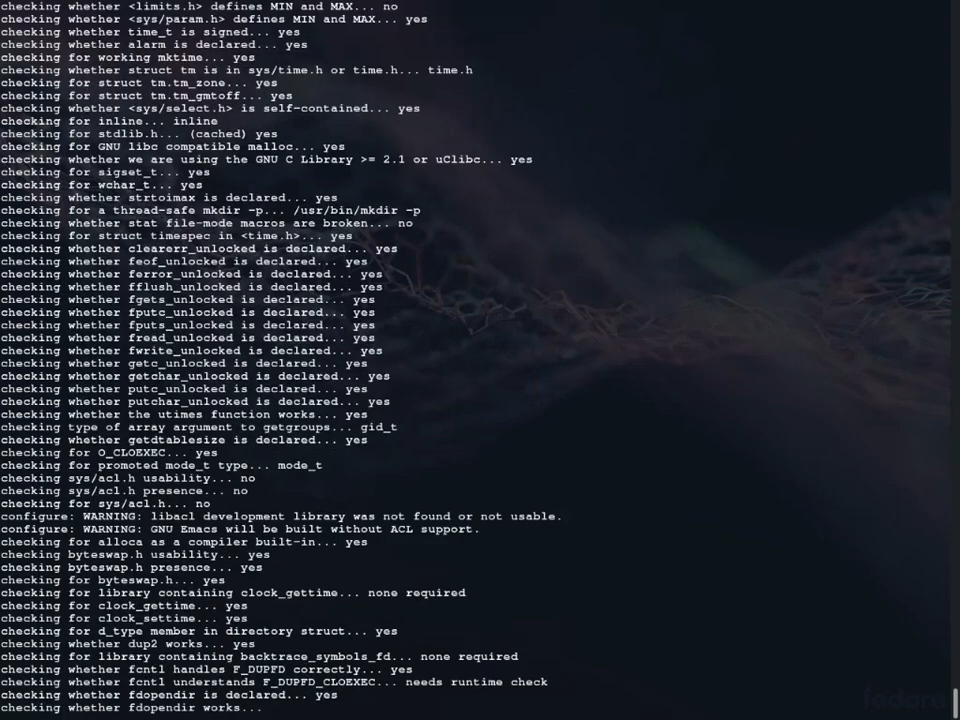 checking whether <limits.h> defines MIN and MAX... no
checking whether <sys/param.h> defines MIN and MAX... yes
checking whether time_t is signed... yes
checking whether alarm is declared... yes
checking for working mktime... yes
checking whether struct tm is in sys/time.h or time.h... time.h
checking for struct tm.tm_zone... yes
checking for struct tm.tm_gmtoff... yes
checking whether <sys/select.h> is self-contained... yes
checking for inline... inline
checking for stdlib.h... (cached) yes
checking for GNU libc compatible malloc... yes
checking whether we are using the GNU C Library >= 2.1 or uClibc... yes
checking for sigset_t... yes
checking for wchar_t... yes
checking whether strtoimax is declared... yes
checking for a thread-safe mkdir -p... /usr/bin/mkdir -p
checking whether stat file-mode macros are broken... no
checking for struct timespec in <time.h>... yes
checking whether clearerr_unlocked is declared... yes
checking whether feof_unlocked is declared... yes
checking whether ferror_unlocked is declared... yes
checking whether fflush_unlocked is declared... yes
checking whether fgets_unlocked is declared... yes
checking whether fputc_unlocked is declared... yes
checking whether fputs_unlocked is declared... yes
checking whether fread_unlocked is declared... yes
checking whether fwrite_unlocked is declared... yes
checking whether getc_unlocked is declared... yes
checking whether getchar_unlocked is declared... yes
checking whether putc_unlocked is declared... yes
checking whether putchar_unlocked is declared... yes
checking whether the utimes function works... yes
checking type of array argument to getgroups... gid_t
checking whether getdtablesize is declared... yes
checking for O_CLOEXEC... yes
checking for promoted mode_t type... mode_t
checking sys/acl.h usability... no
checking sys/acl.h presence... no
checking for sys/acl.h... no
configure: WARNING: libacl development library was not found or not usable.
configure: WARNING: GNU Emacs will be built without ACL support.
checking for alloca as a compiler built-in... yes
checking byteswap.h usability... yes
checking byteswap.h presence... yes
checking for byteswap.h... yes
checking for library containing clock_gettime... none required
checking for clock_gettime... yes
checking for clock_settime... yes
checking for d_type member in directory struct... yes
checking whether dup2 works... yes
checking for library containing backtrace_symbols_fd... none required
checking whether fcntl handles F_DUPFD correctly... yes
checking whether fcntl understands F_DUPFD_CLOEXEC... needs runtime check
checking whether fdopendir is declared... yes
checking whether fdopendir works...
fedora